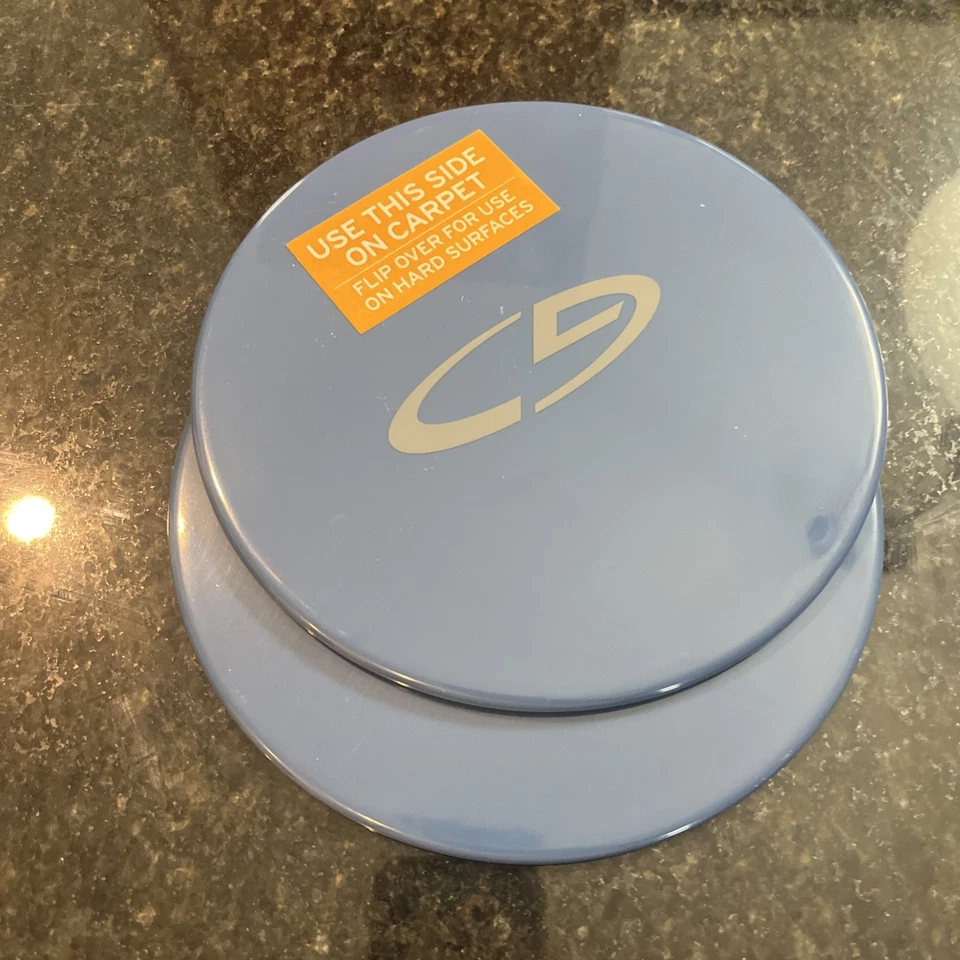 USE THIS SIDE
ON CARPET
FLIP OVER FOR USE
ON HARD SURFACES